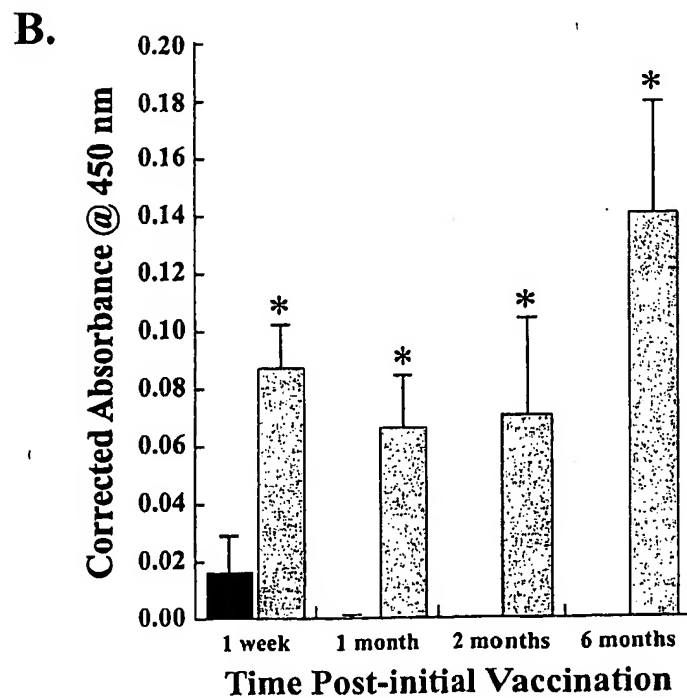 B.
Corrected Absorbance @ 450 nm
0.20
0.18
0.16
0.14
0.12
0.10
0.08
0.06
0.04
0.02
0.00
*
*
*
*
1 week
1 month
2 months
6 months
Time Post-initial Vaccination